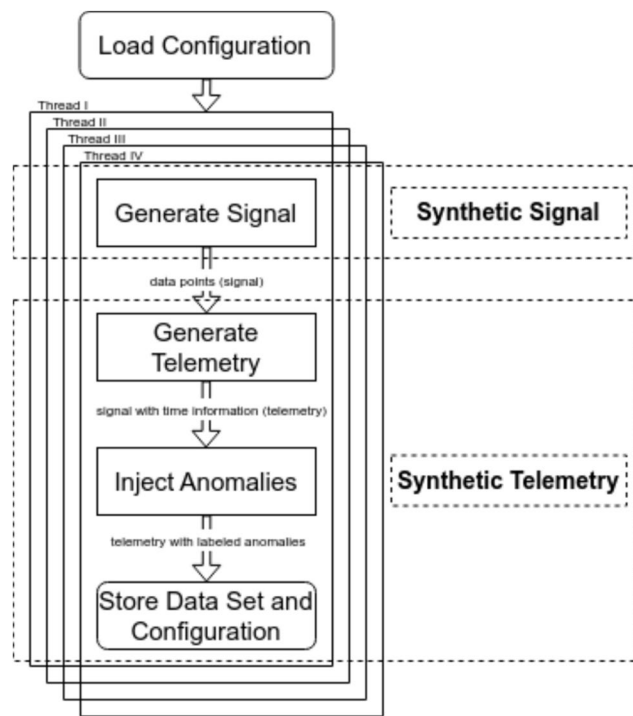 Load Configuration
Thread I
Thread II
Thread III
Thread IV
Generate Signal
Synthetic Signal
data points (signal)
Generate
Telemetry
signal with time information (telemetry)
Inject Anomalies
Synthetic Telemetry
telemetry with labeled anomalies
Store Data Set and
Configuration